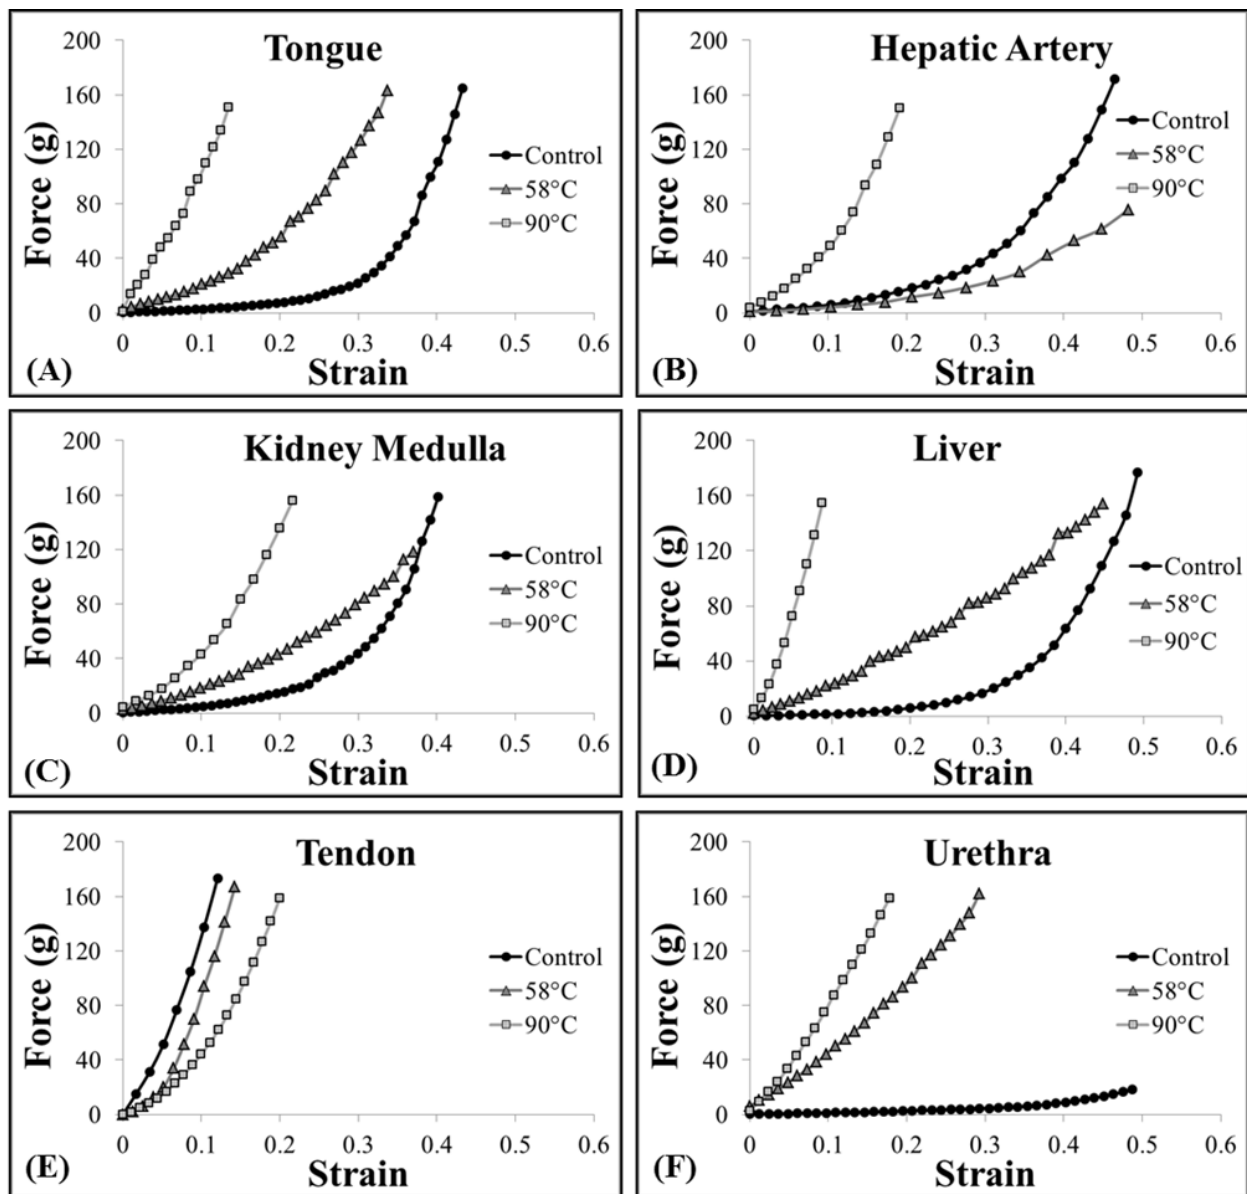 Tongue
Force (g)
200
160
120
80
40
0
0 0.1 0.2 0.3 0.4 0.5 0.6
Strain
Control
58°C
90°C
(A)
Hepatic Artery
Force (g)
200
160
120
80
40
0
0 0.1 0.2 0.3 0.4 0.5 0.6
Strain
Control
58°C
90°C
(B)
Kidney Medulla
Force (g)
200
160
120
80
40
0
0 0.1 0.2 0.3 0.4 0.5 0.6
Strain
Control
58°C
90°C
(C)
Liver
Force (g)
200
160
120
80
40
0
0 0.1 0.2 0.3 0.4 0.5 0.6
Strain
Control
58°C
90°C
(D)
Tendon
Force (g)
200
160
120
80
40
0
0 0.1 0.2 0.3 0.4 0.5 0.6
Strain
Control
58°C
90°C
(E)
Urethra
Force (g)
200
160
120
80
40
0
0 0.1 0.2 0.3 0.4 0.5 0.6
Strain
Control
58°C
90°C
(F)